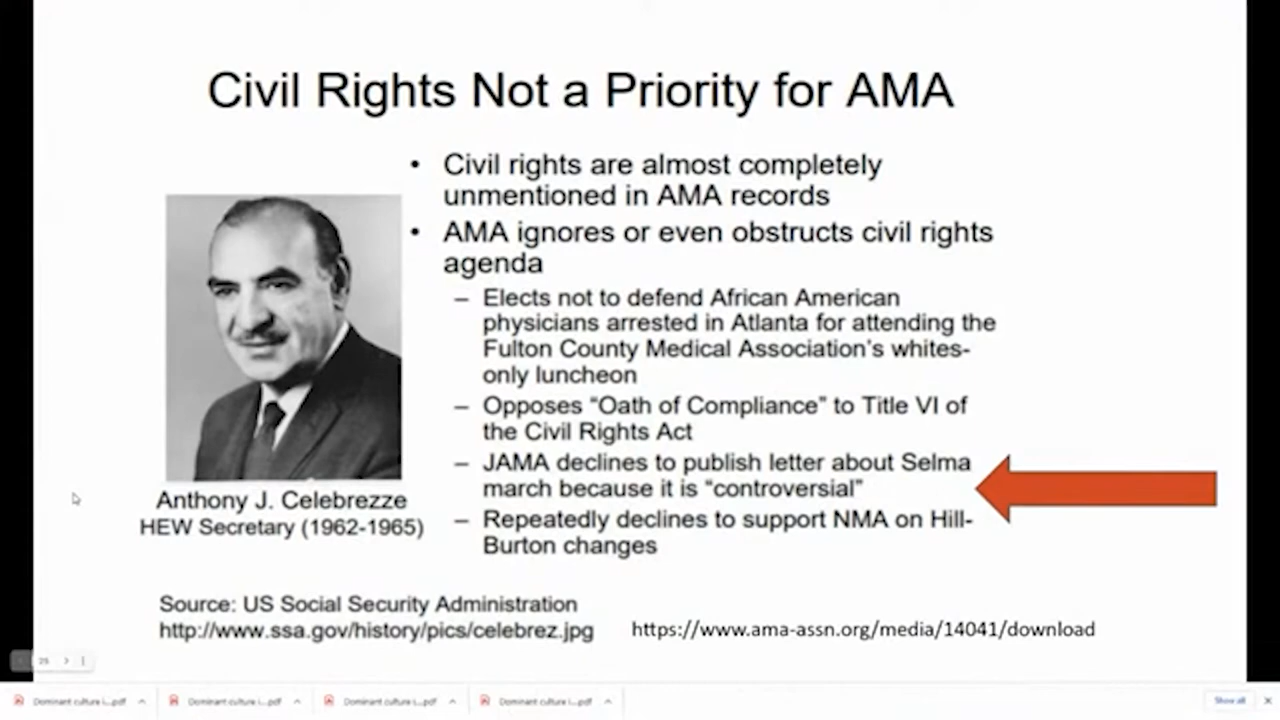 Civil Rights Not a Priority for AMA
• Civil rights are almost completely
unmentioned in AMA records
• AMA ignores or even obstructs civil rights
agenda
– Elects not to defend African American
physicians arrested in Atlanta for attending the
Fulton County Medical Association's whites-
only luncheon
– Opposes “Oath of Compliance” to Title VI of
the Civil Rights Act
– JAMA declines to publish letter about Selma
march because it is “controversial”
– Repeatedly declines to support NMA on Hill-
Burton changes
Anthony J. Celebrezze
HEW Secretary (1962-1965)
Source: US Social Security Administration
http://www.ssa.gov/history/pics/celebrez.jpg
https://www.ama-assn.org/media/14041/download
25
Dominant culture i....pdf
Dominant culture i....pdf
Dominant culture i....pdf
Dominant culture i....pdf
Show all